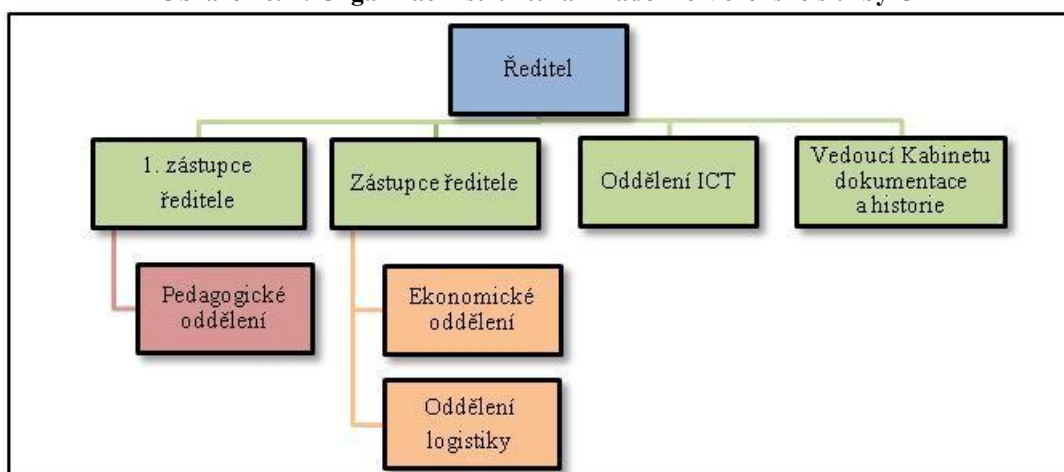 Ředitel
1. zástupce
ředitele
Zástupce ředitele
Oddělení ICT
Vedoucí Kabinetu
dokumentace
a historie
Pedagogické
oddělení
Ekonomické
oddělení
Oddělení
logistiky